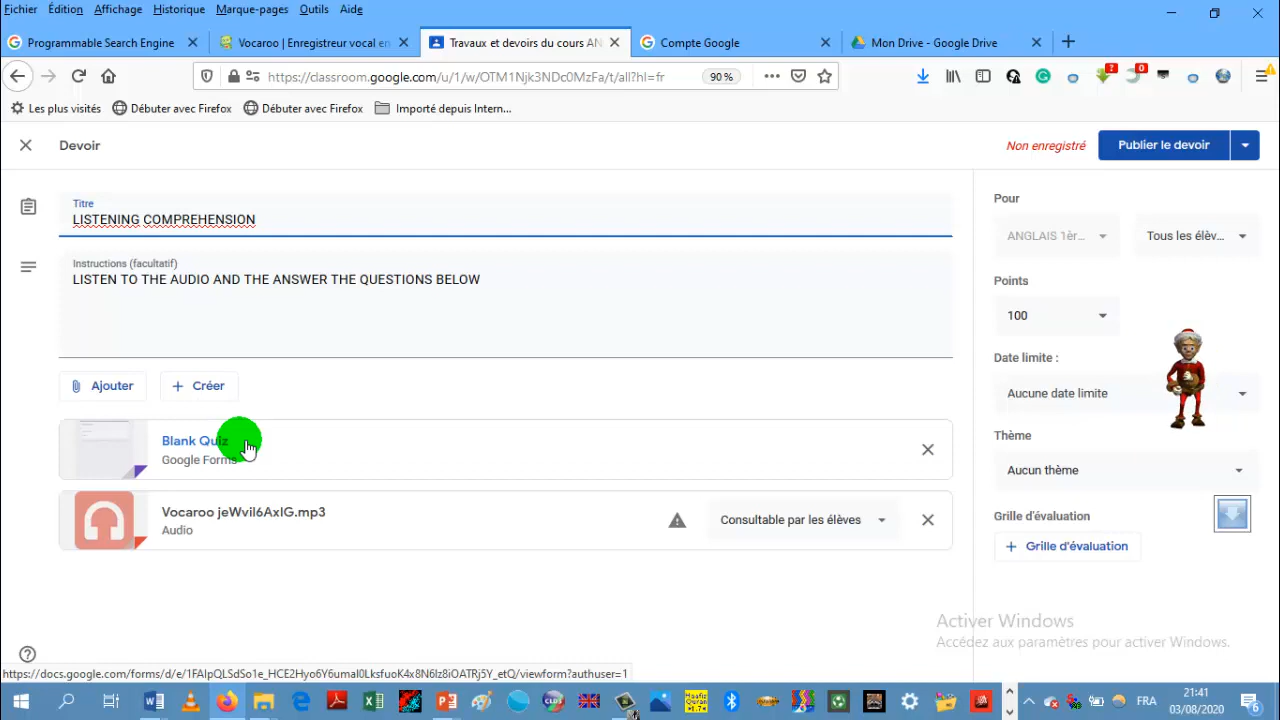 Fichier Édition Affichage Historique Marque-pages Outils Aide
Programmable Search Engine
Vocaroo | Enregistreur vocal en
Travaux et devoirs du cours AN
Compte Google
Mon Drive - Google Drive
https://classroom.google.com/u/1/w/OTM1Njk3NDc0MzFa/t/all?hl=fr 90 %
Les plus visités Débuter avec Firefox Débuter avec Firefox Importé depuis Intern...
Devoir
Non enregistré
Publier le devoir
Titre
LISTENING COMPREHENSION
Instructions (facultatif)
LISTEN TO THE AUDIO AND THE ANSWER THE QUESTIONS BELOW
Ajouter
Créer
Blank Quiz
Google Forms
Vocaroo jeWvil6AxlG.mp3
Audio
Consultable par les élèves
Pour
ANGLAIS 1èr...
Tous les élèv...
Points
100
Date limite :
Aucune date limite
Thème
Aucun thème
Grille d'évaluation
Grille d'évaluation
Activer Windows
Accédez aux paramètres pour activer Windows.
https://docs.google.com/forms/d/e/1FAIpQLSdSo1e_HCE2Hyo6Y6umaI0LksfuoK4x8N6lz8iOATRj5Y_etQ/viewform?authuser=1
FRA
21:41
03/08/2020